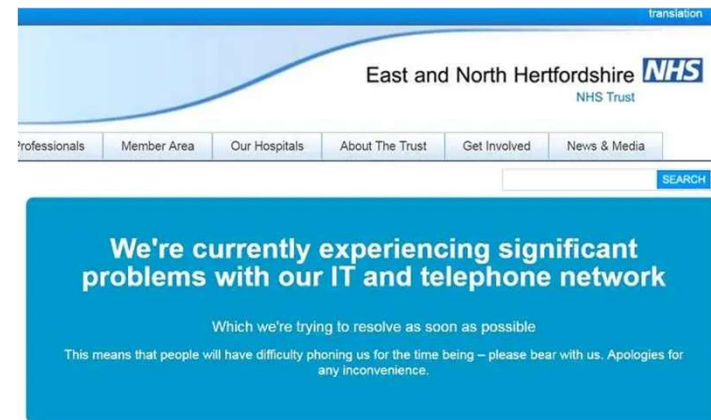 translation
East and North Hertfordshire NHS
NHS Trust
Professionals Member Area Our Hospitals About The Trust Get Involved News & Media
SEARCH
We're currently experiencing significant
problems with our IT and telephone network
Which we're trying to resolve as soon as possible
This means that people will have difficulty phoning us for the time being – please bear with us. Apologies for
any inconvenience.